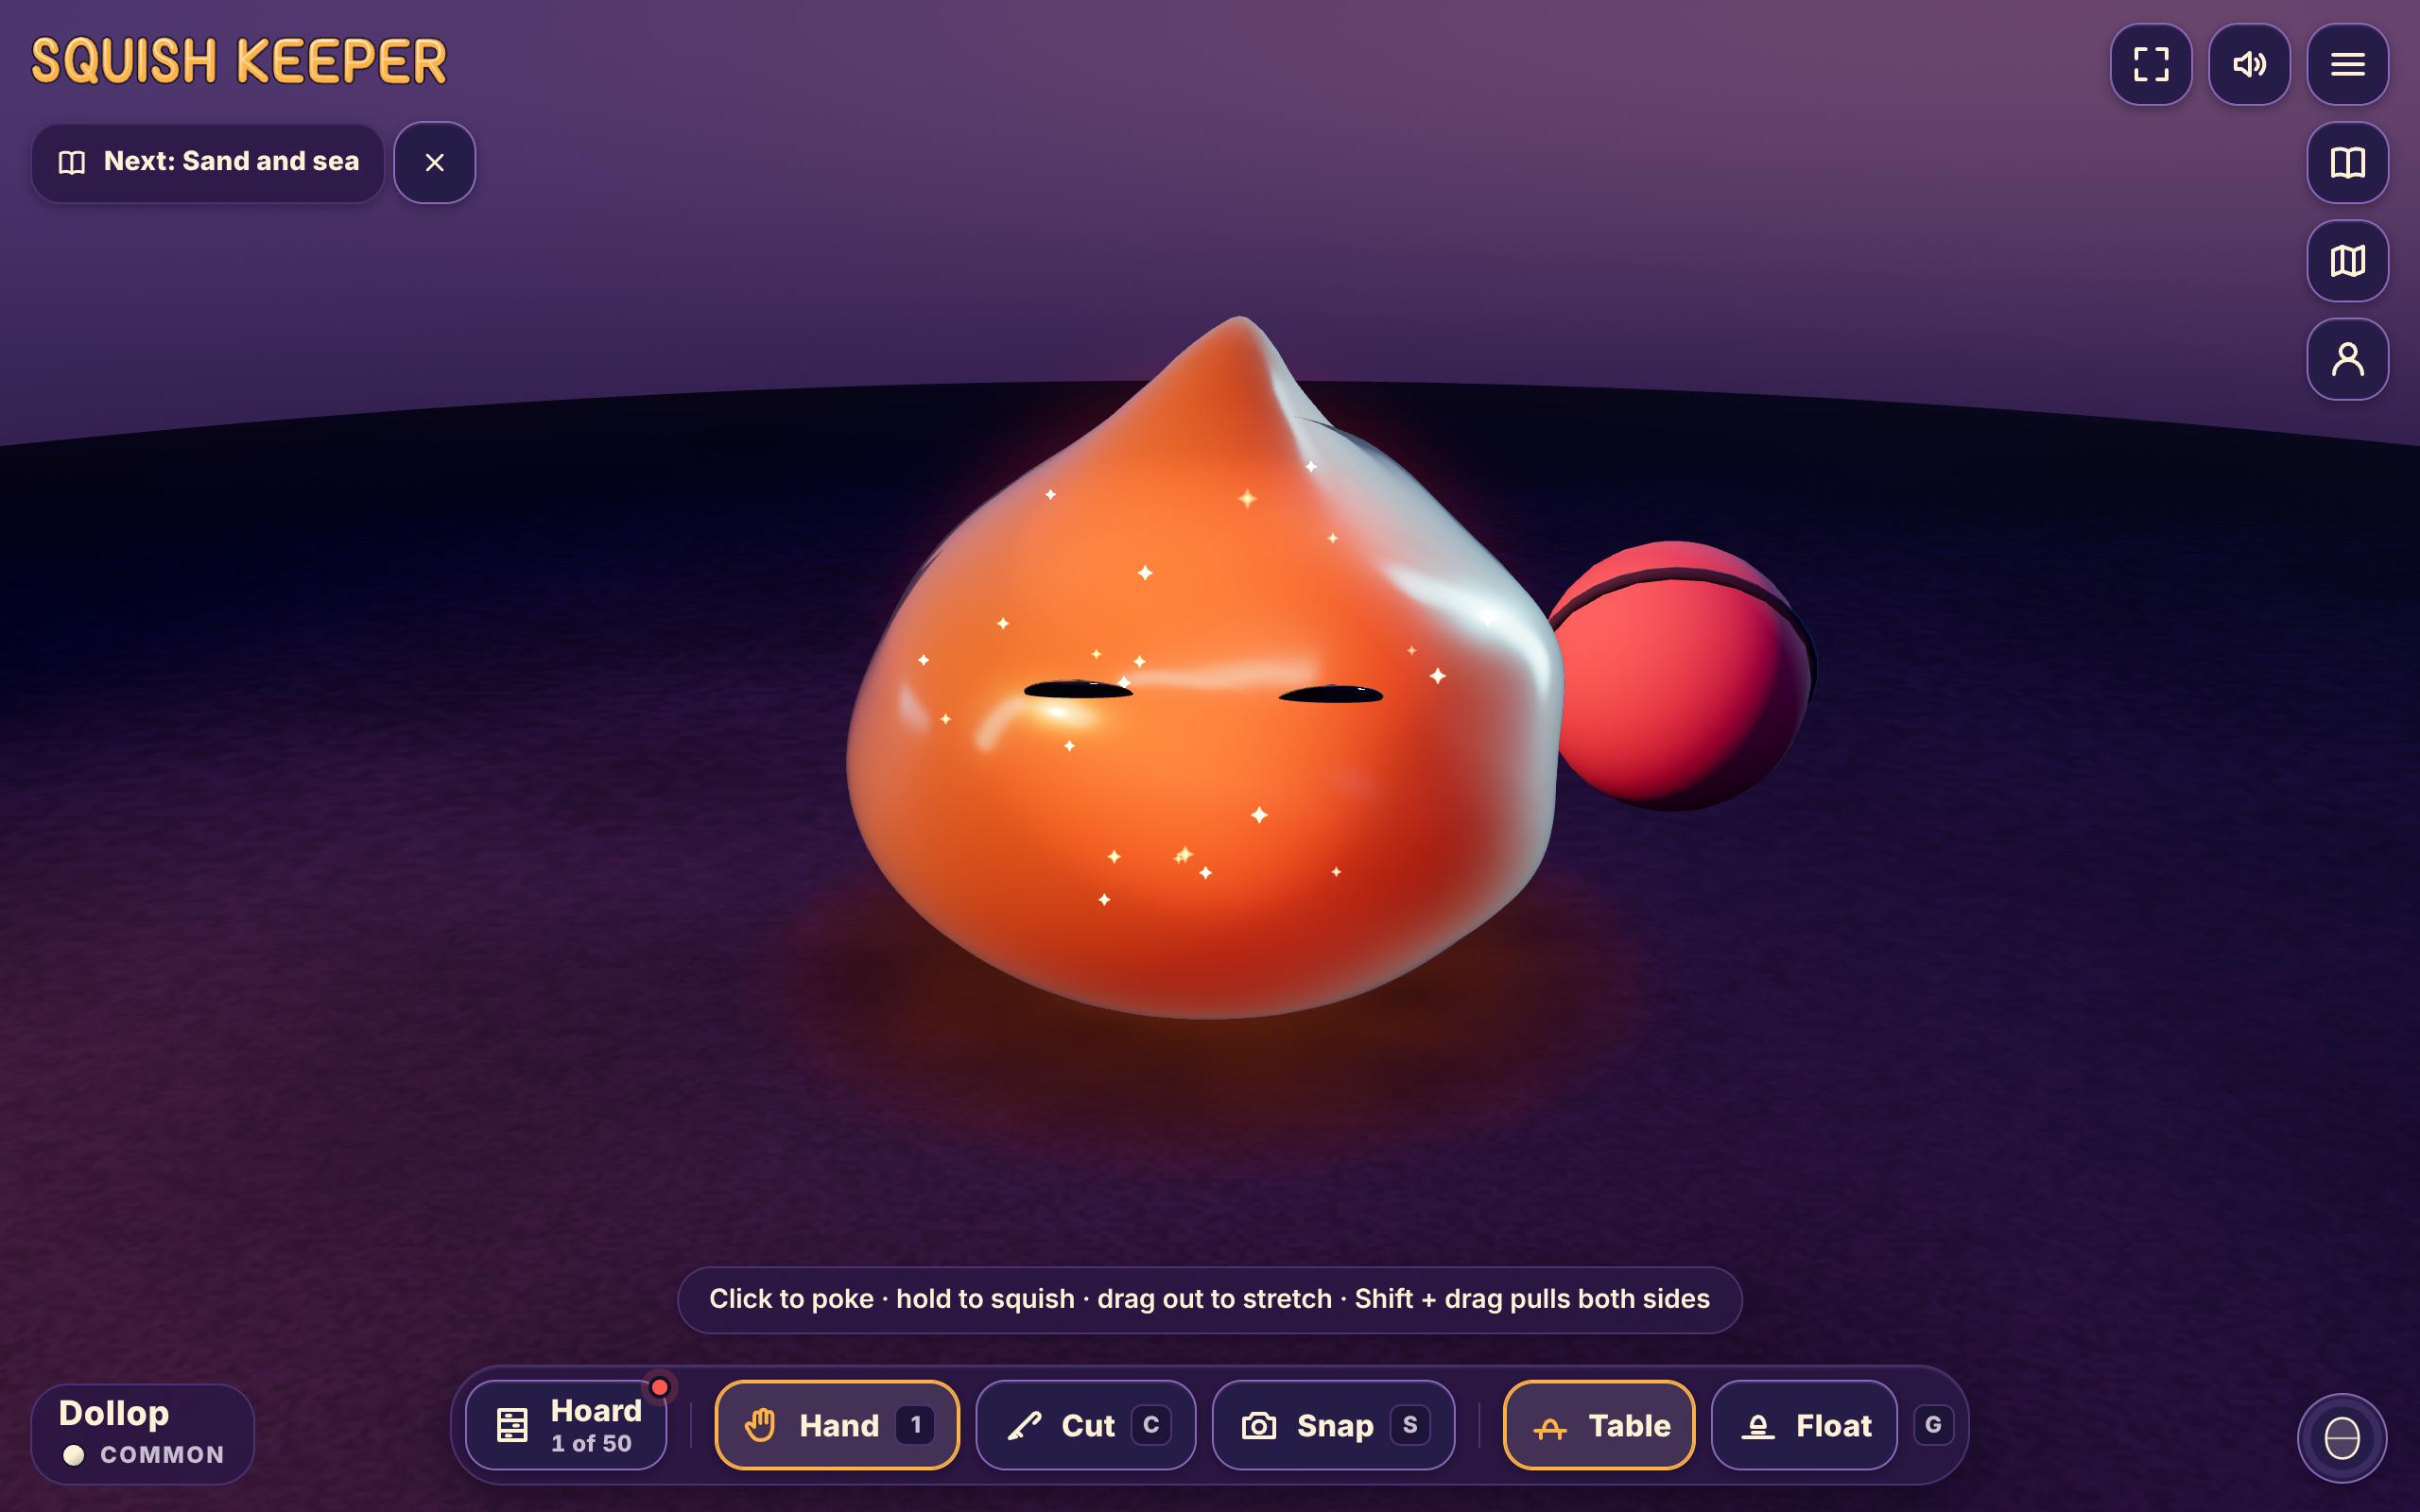 SQUISH KEEPER
Next: Sand and sea
Click to poke · hold to squish · drag out to stretch · Shift + drag pulls both sides
Dollop
COMMON
Hoard
1 of 50
Hand 1
Cut C
Snap S
Table
Float G